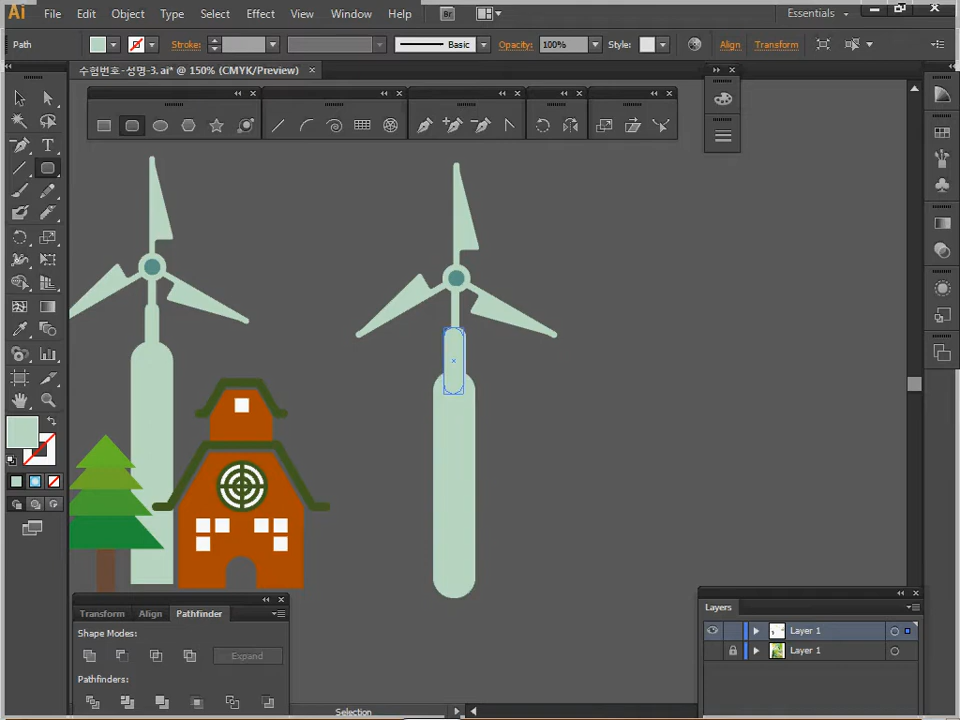 Ai File Edit Object Type Select Effect View Window Help Br Essentials
Path Stroke: Basic Opacity: 100% Style: Align Transform
수험번호-성명-3.ai* @ 150% (CMYK/Preview)
T
Transform Align Pathfinder
Shape Modes:
Expand
Pathfinders:
Layers
Layer 1
Layer 1
Selection